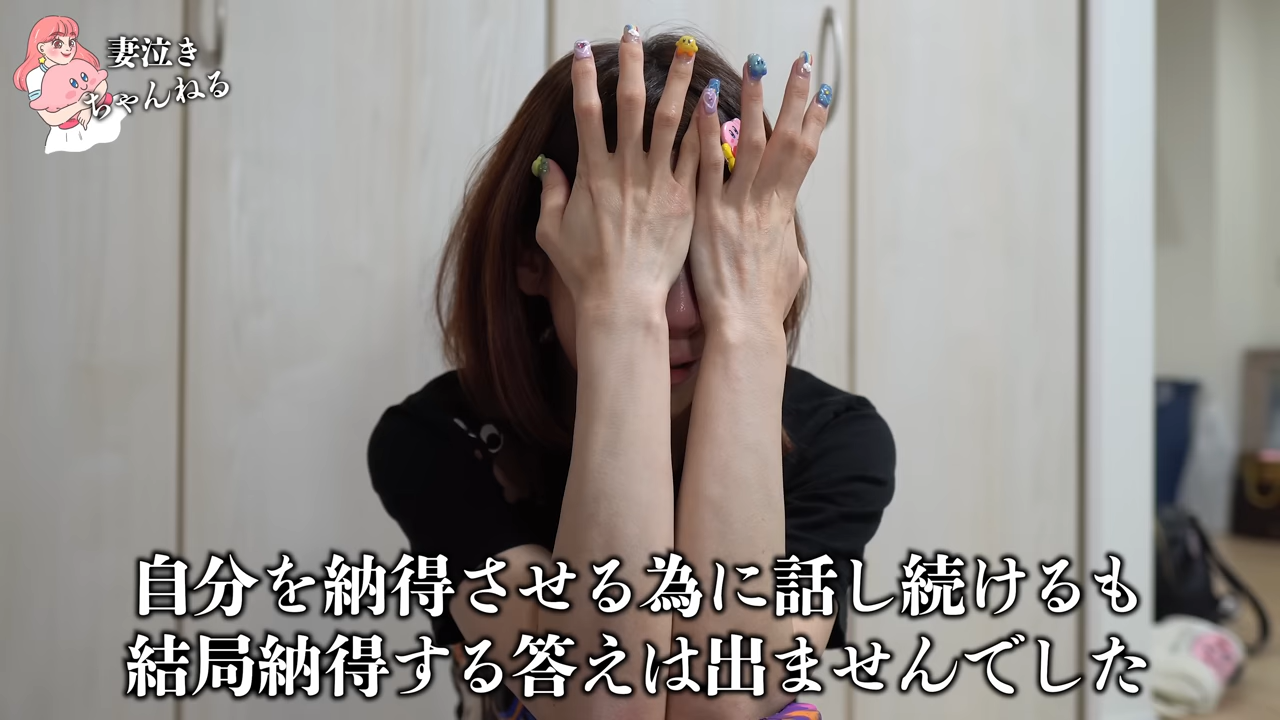 妻泣き
ちゃんねる
自分を納得させる為に話し続けるも
結局納得する答えは出ませんでした